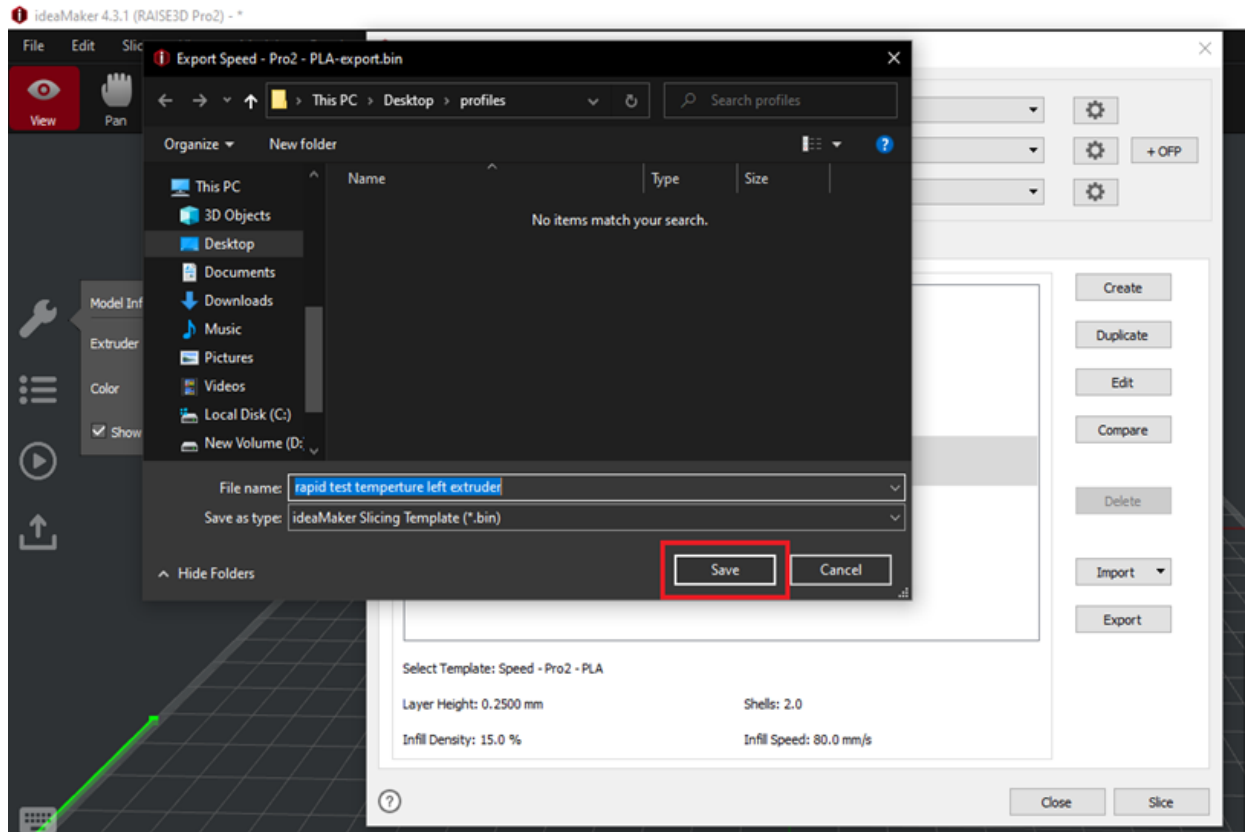 ideaMaker 4.3.1 (RAISE3D Pro2) - *
File Edit Slic
Export Speed - Pro2 - PLA-export.bin
View Pan
This PC > Desktop > profiles
Search profiles
Organize New folder
+ OFP
This PC
3D Objects
Desktop
Documents
Downloads
Music
Pictures
Videos
Local Disk (C:)
New Volume (D:
Name Type Size
No items match your search.
Model Inf
Extruder
Color
Show
File name: rapid test temperture left extruder
Save as type: ideaMaker Slicing Template (*.bin)
Hide Folders
Save Cancel
Create
Duplicate
Edit
Compare
Delete
Import
Export
Select Template: Speed - Pro2 - PLA
Layer Height: 0.2500 mm Shells: 2.0
Infill Density: 15.0 % Infill Speed: 80.0 mm/s
? Close Slice